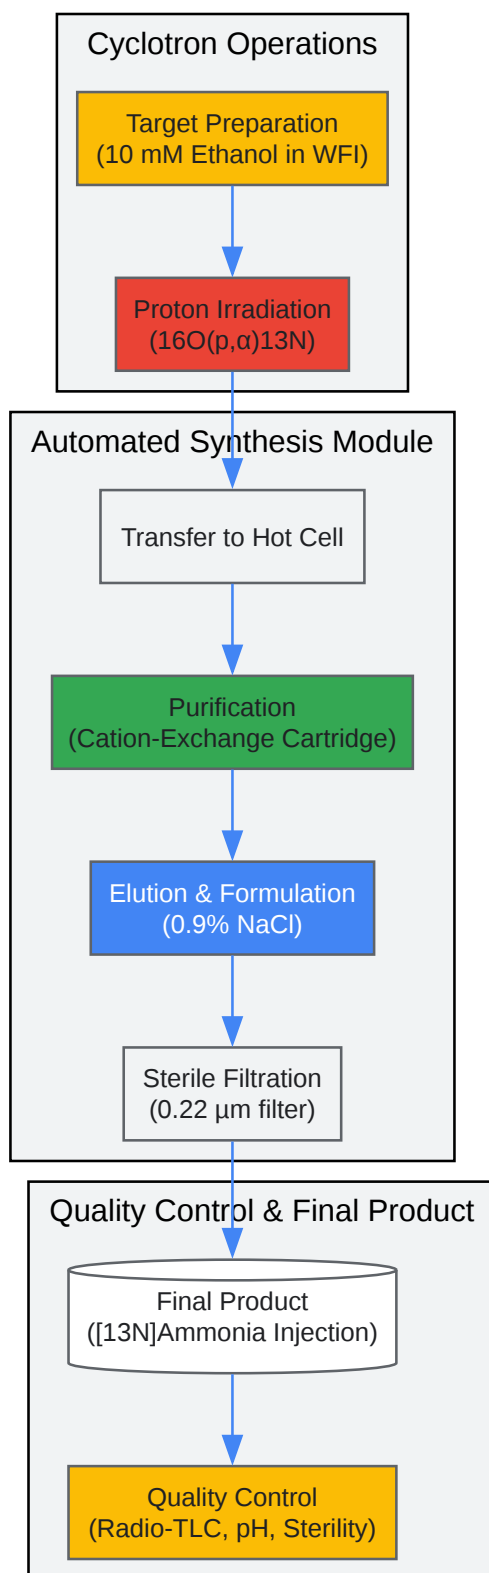 Cyclotron Operations
Target Preparation
(10 mM Ethanol in WFI)
Proton Irradiation
(16O(p,α)13N)
Automated Synthesis Module
Transfer to Hot Cell
Purification
(Cation-Exchange Cartridge)
Elution & Formulation
(0.9% NaCl)
Sterile Filtration
(0.22 µm filter)
Quality Control & Final Product
Final Product
([13N]Ammonia Injection)
Quality Control
(Radio-TLC, pH, Sterility)